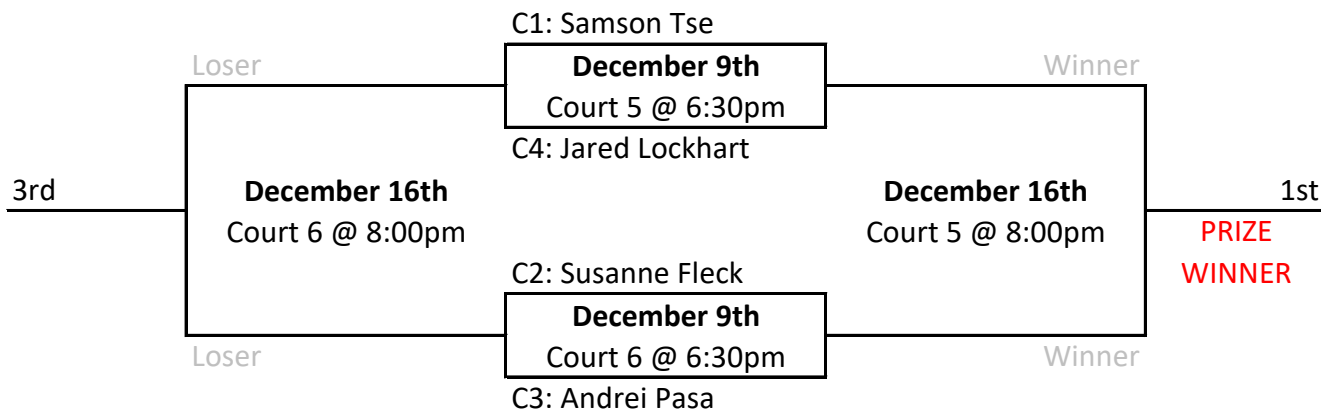 C1: Samson Tse
Loser
December 9th
Winner
Court 5 @ 6:30pm
C4: Jared Lockhart
3rd
December 16th
December 16th
1st
Court 6 @ 8:00pm
Court 5 @ 8:00pm
PRIZE
C2: Susanne Fleck
WINNER
December 9th
Loser
Court 6 @ 6:30pm
Winner
C3: Andrei Pasa